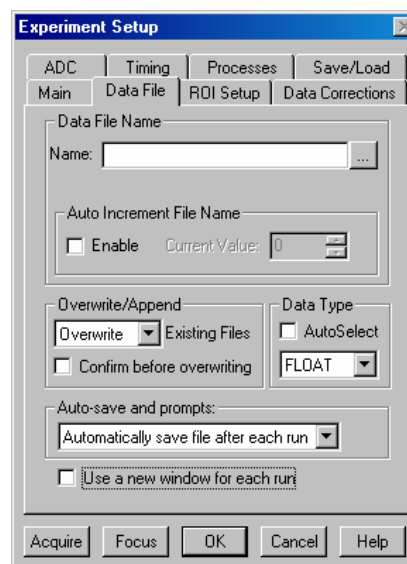 Experiment Setup
ADC Timing Processes Save/Load
Main Data File ROI Setup Data Corrections
Data File Name
Name: ...
Auto Increment File Name
Enable Current Value: 0
Overwrite/Append Data Type
Overwrite Existing Files AutoSelect
Confirm before overwriting FLOAT
Auto-save and prompts:
Automatically save file after each run
Use a new window for each run
Acquire Focus OK Cancel Help